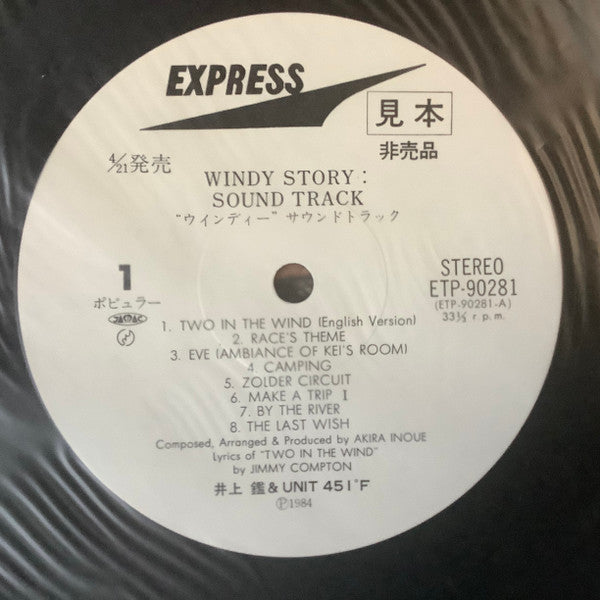 EXPRESS
見本
非売品
4/21発売
WINDY STORY:
SOUND TRACK
"ウインディー" サウンドトラック
1
ポピュラー
JASRAC
STEREO
ETP-90281
(ETP-90281-A)
33⅓ r.p.m.
1. TWO IN THE WIND (English Version)
2. RACE'S THEME
3. EVE (AMBIANCE OF KEI'S ROOM)
4. CAMPING
5. ZOLDER CIRCUIT
6. MAKE A TRIP I
7. BY THE RIVER
8. THE LAST WISH
Composed, Arranged & Produced by AKIRA INOUE
Lyrics of "TWO IN THE WIND"
by JIMMY COMPTON
井上 鑑 & UNIT 451°F
℗1984